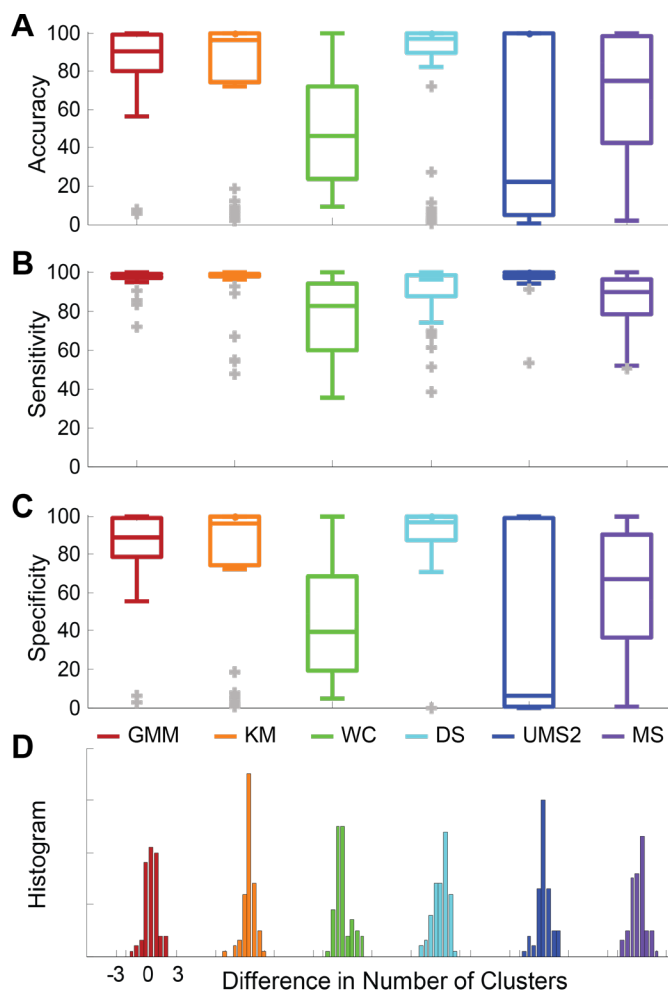 A
Accuracy
100
80
60
40
20
0
B
Sensitivity
100
80
60
40
20
0
C
Specificity
100
80
60
40
20
0
GMM KM WC DS UMS2 MS
D
Histogram
-3 0 3
Difference in Number of Clusters